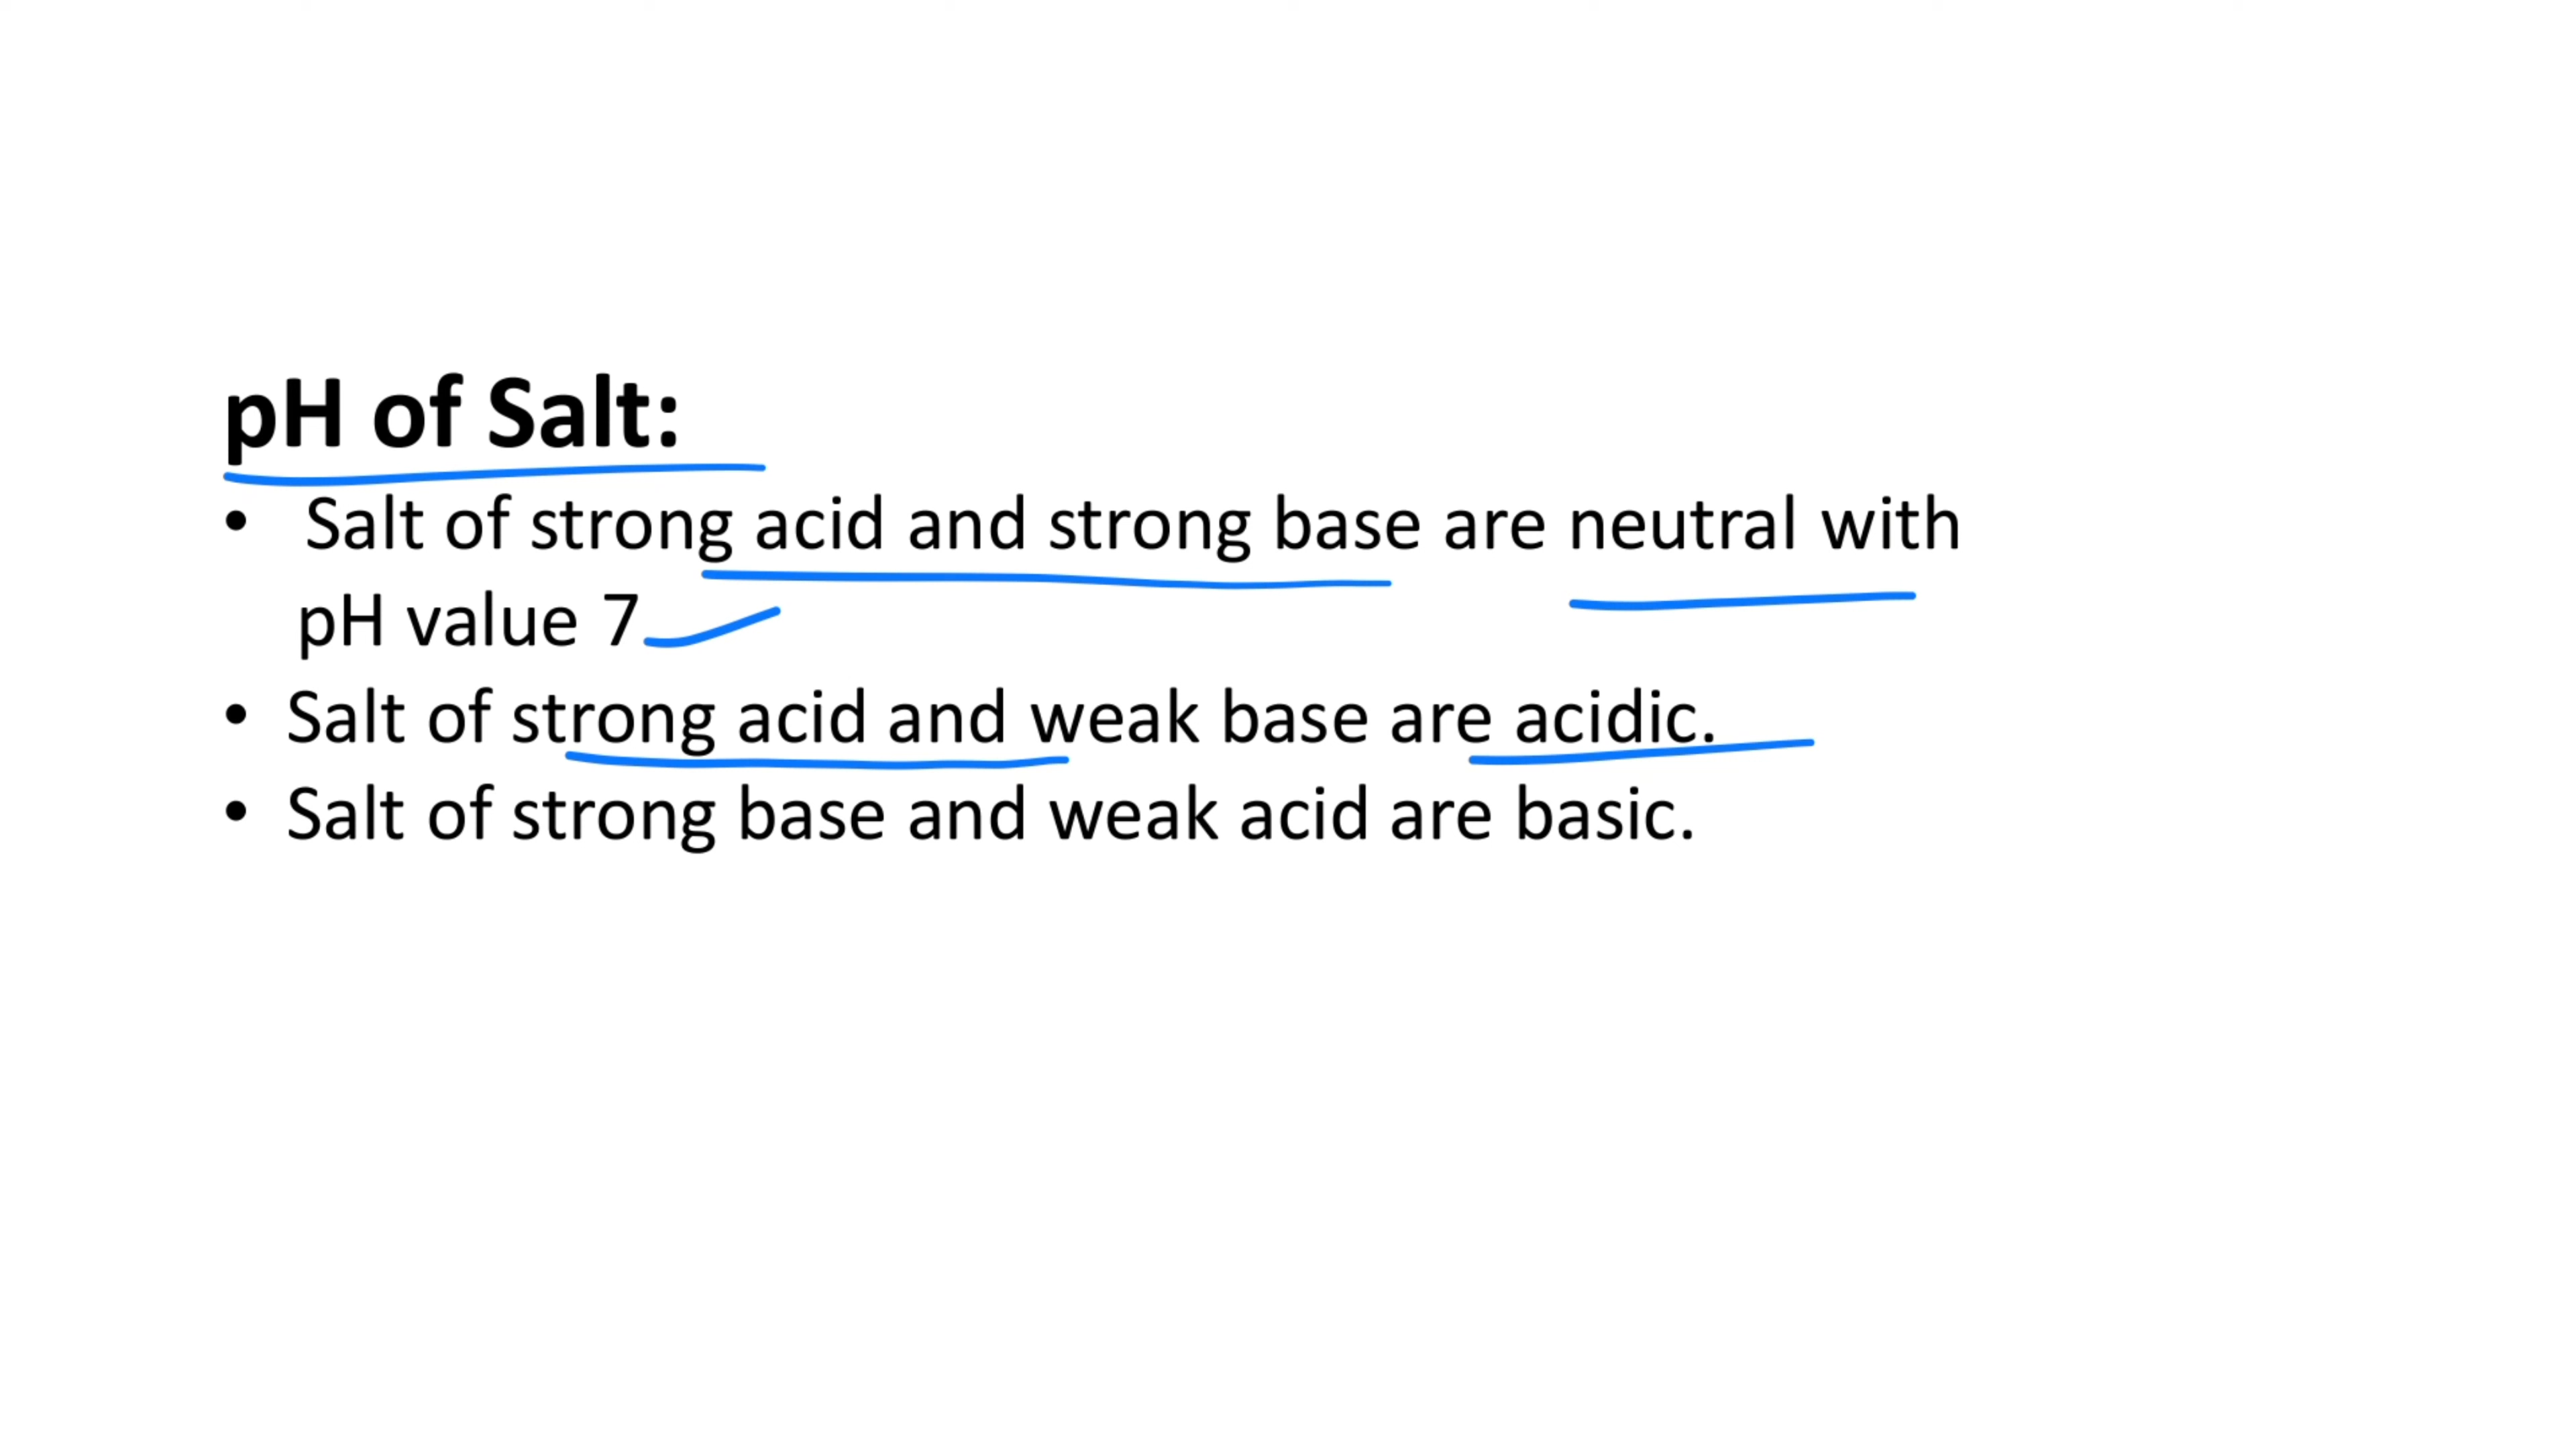 pH of Salt:
• Salt of strong acid and strong base are neutral with
pH value 7
• Salt of strong acid and weak base are acidic.
• Salt of strong base and weak acid are basic.